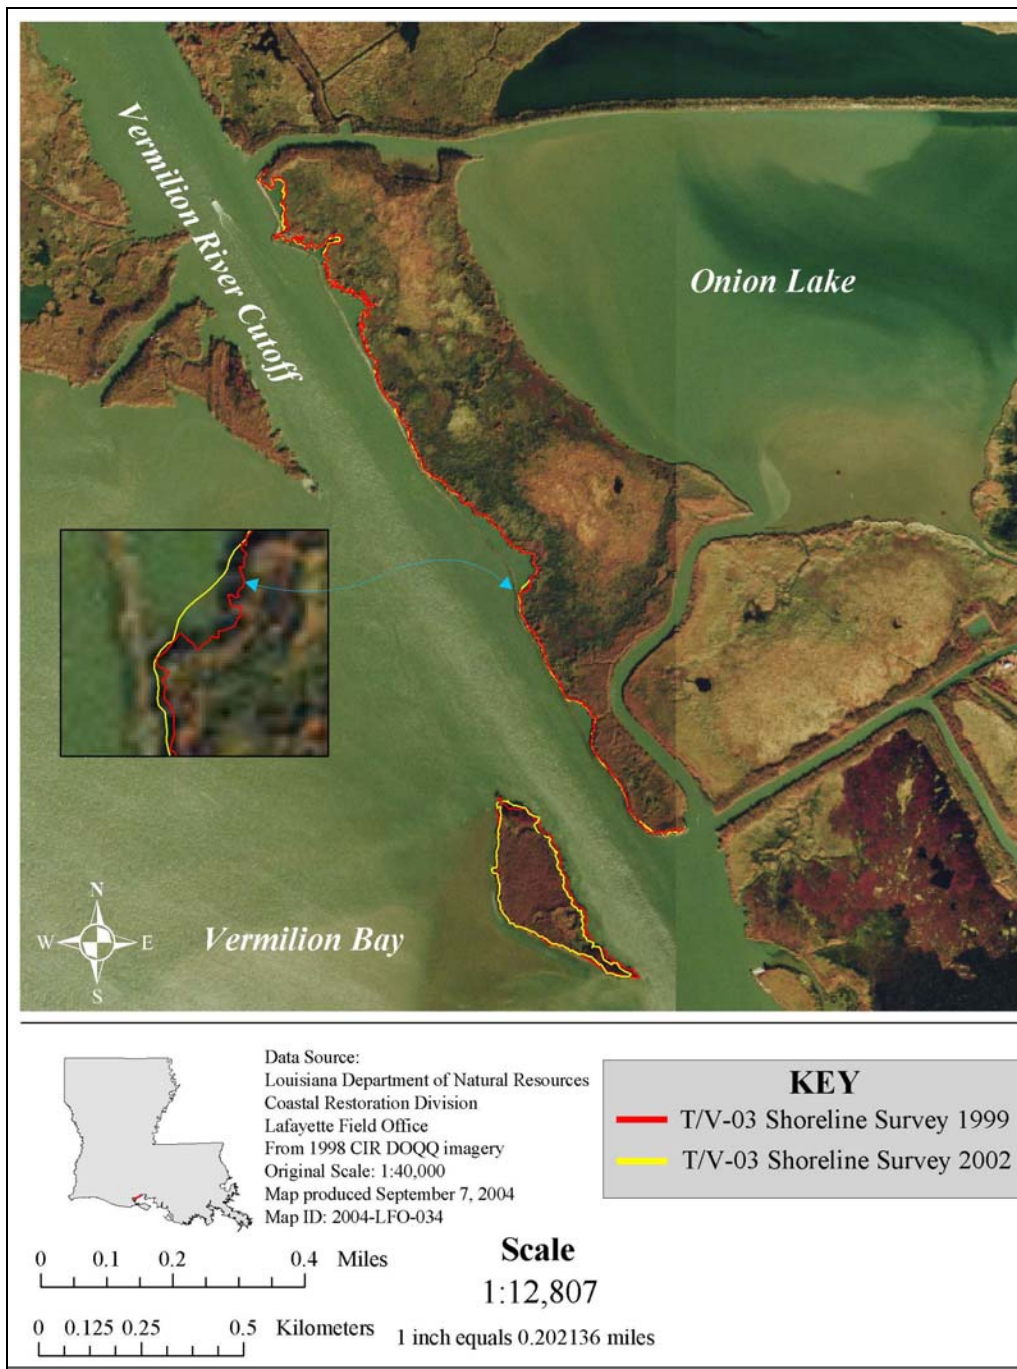 Vermilion River Cutoff
Onion Lake
N
W E
S
Vermilion Bay
Data Source:
Louisiana Department of Natural Resources
Coastal Restoration Division
Lafayette Field Office
From 1998 CIR DOQQ imagery
Original Scale: 1:40,000
Map produced September 7, 2004
Map ID: 2004-LFO-034
KEY
T/V-03 Shoreline Survey 1999
T/V-03 Shoreline Survey 2002
0 0.1 0.2 0.4 Miles
0 0.125 0.25 0.5 Kilometers
Scale
1:12,807
1 inch equals 0.202136 miles